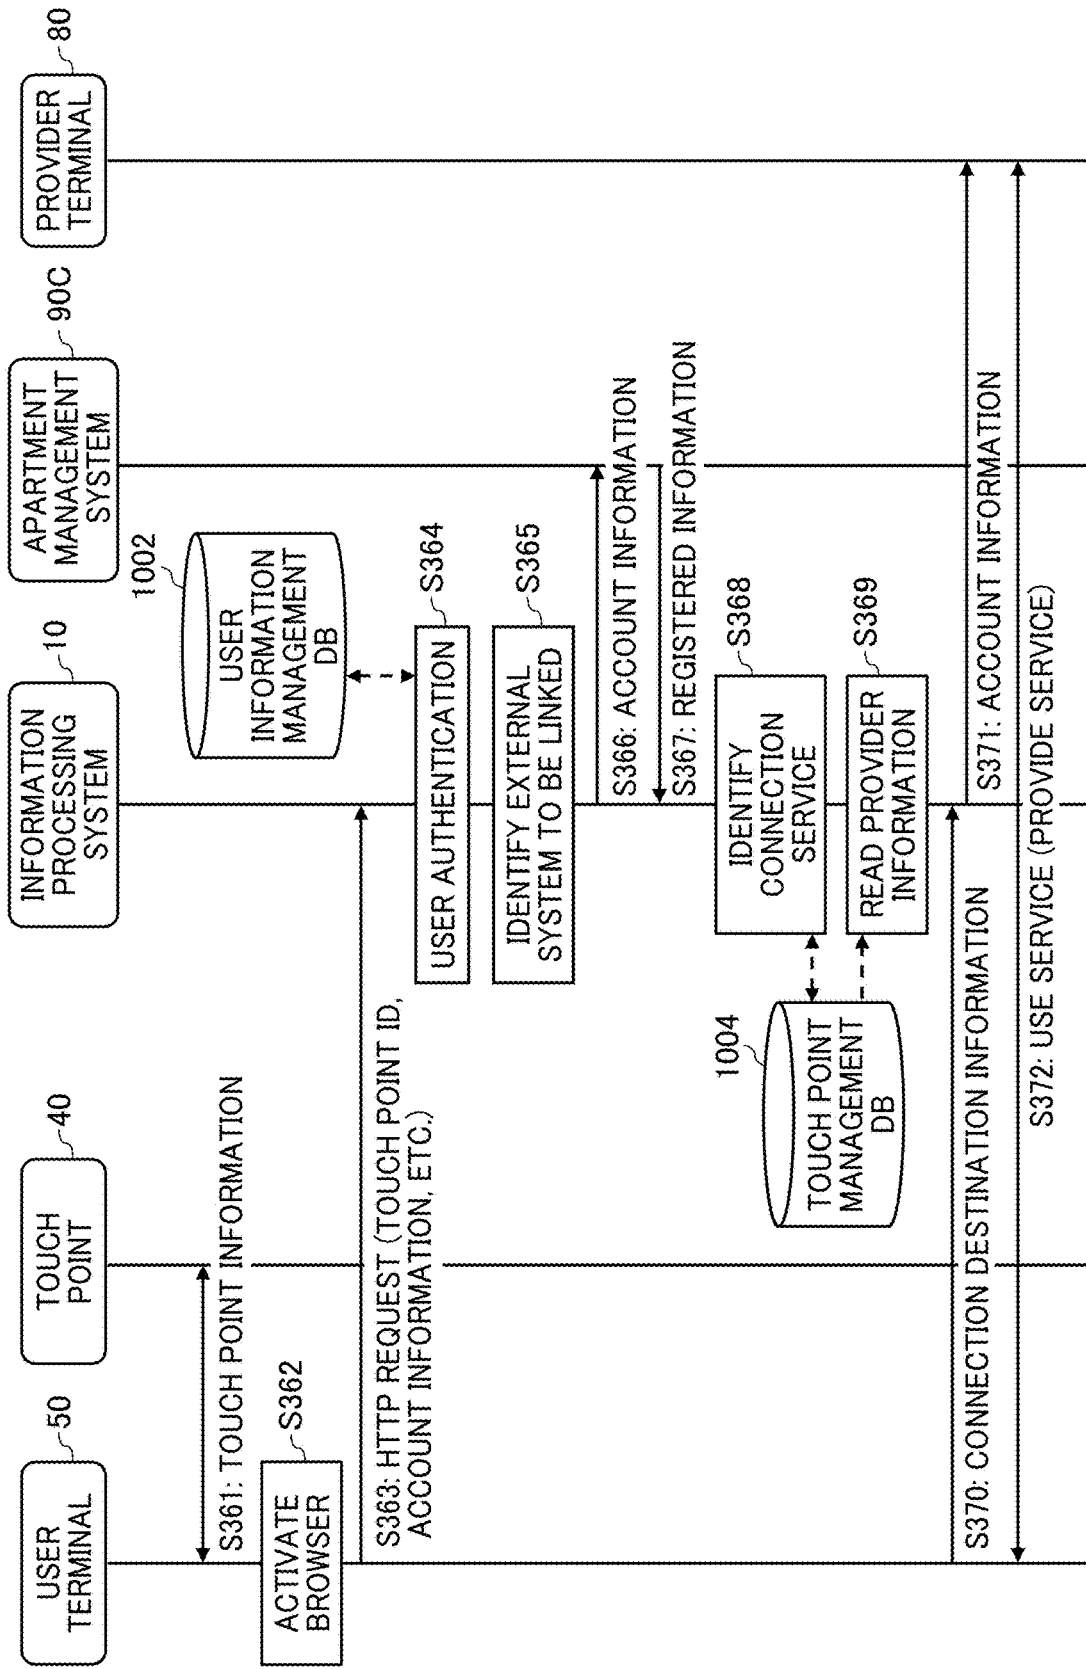 USER
TERMINAL
50
TOUCH
POINT
40
INFORMATION
PROCESSING
SYSTEM
10
APARTMENT
MANAGEMENT
SYSTEM
90C
PROVIDER
TERMINAL
80
S361: TOUCH POINT INFORMATION
ACTIVATE
BROWSER
S362
S363: HTTP REQUEST (TOUCH POINT ID,
ACCOUNT INFORMATION, ETC.)
1002
USER
INFORMATION
MANAGEMENT
DB
USER AUTHENTICATION
S364
IDENTIFY EXTERNAL
SYSTEM TO BE LINKED
S365
S366: ACCOUNT INFORMATION
S367: REGISTERED INFORMATION
1004
TOUCH POINT
MANAGEMENT
DB
IDENTIFY
CONNECTION
SERVICE
S368
READ PROVIDER
INFORMATION
S369
S370: CONNECTION DESTINATION INFORMATION
S371: ACCOUNT INFORMATION
S372: USE SERVICE (PROVIDE SERVICE)